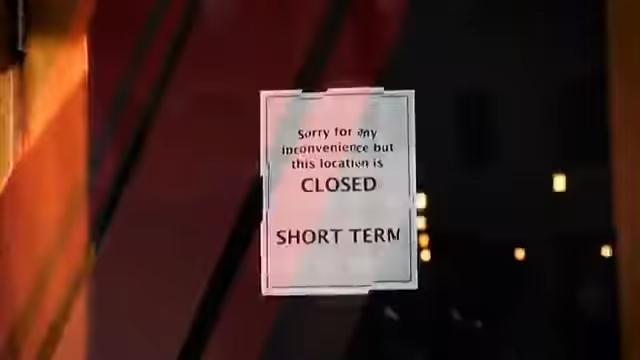 Sorry for any
inconvenience but
this location is
CLOSED
SHORT TERM